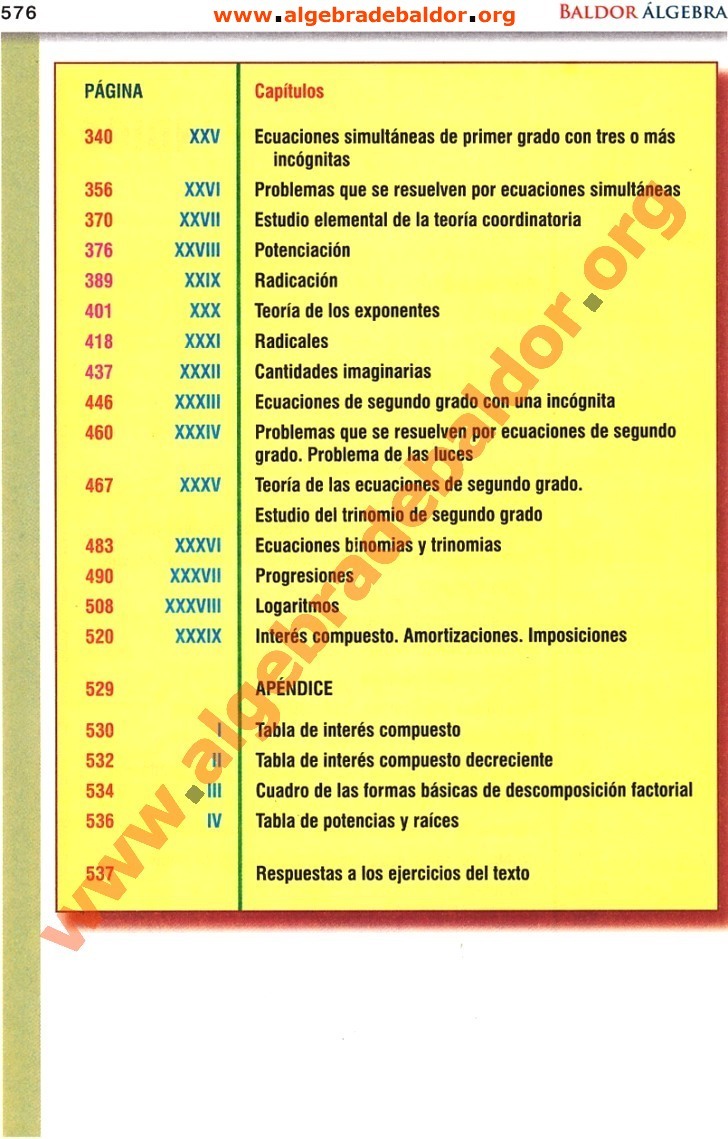 576
www.algebradebaldor.org
BALDOR ÁLGEBRA
PÁGINA Capítulos
340 XXV Ecuaciones simultáneas de primer grado con tres o más
incógnitas
356 XXVI Problemas que se resuelven por ecuaciones simultáneas
370 XXVII Estudio elemental de la teoría coordinatoria
376 XXVIII Potenciación
389 XXIX Radicación
401 XXX Teoría de los exponentes
418 XXXI Radicales
437 XXXII Cantidades imaginarias
446 XXXIII Ecuaciones de segundo grado con una incógnita
460 XXXIV Problemas que se resuelven por ecuaciones de segundo
grado. Problema de las luces
467 XXXV Teoría de las ecuaciones de segundo grado.
Estudio del trinomio de segundo grado
483 XXXVI Ecuaciones binomias y trinomias
490 XXXVII Progresiones
508 XXXVIII Logaritmos
520 XXXIX Interés compuesto. Amortizaciones. Imposiciones
529 APÉNDICE
530 I Tabla de interés compuesto
532 II Tabla de interés compuesto decreciente
534 III Cuadro de las formas básicas de descomposición factorial
536 IV Tabla de potencias y raíces
537 Respuestas a los ejercicios del texto
www.algebradebaldor.org